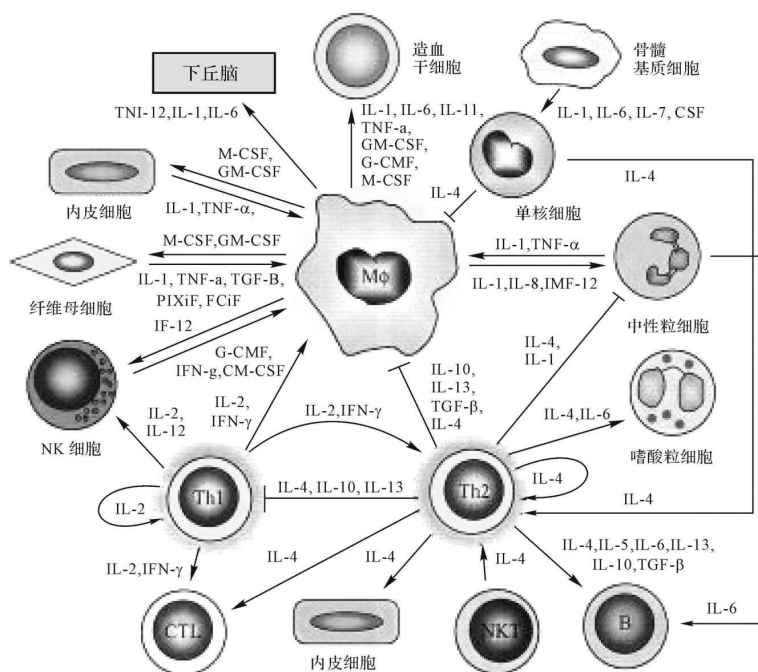 造血
干细胞
骨髓
基质细胞
下丘脑
TNI-12,IL-1,IL-6
IL-1, IL-6, IL-11,
TNF-a,
GM-CSF,
G-CMF,
M-CSF
IL-1, IL-6, IL-7, CSF
M-CSF,
GM-CSF
IL-4
单核细胞
IL-4
内皮细胞
IL-1,TNF-α,
M-CSF,GM-CSF
IL-1,TNF-α
Mϕ
纤维母细胞
IL-1, TNF-a, TGF-B,
PIXiF, FCiF
IL-1,IL-8,IMF-12
中性粒细胞
IF-12
G-CMF,
IFN-g,CM-CSF
IL-4,
IL-1
NK 细胞
IL-2,
IL-12
IL-2,
IFN-γ
IL-2,IFN-γ
IL-10,
IL-13,
TGF-β,
IL-4
IL-4,IL-6
嗜酸粒细胞
Th1
IL-2
IL-4, IL-10, IL-13
Th2
IL-4
IL-4
IL-2,IFN-γ
IL-4
IL-4
IL-4
IL-4,IL-5,IL-6,IL-13,
IL-10,TGF-β
CTL
内皮细胞
NKT
B
IL-6